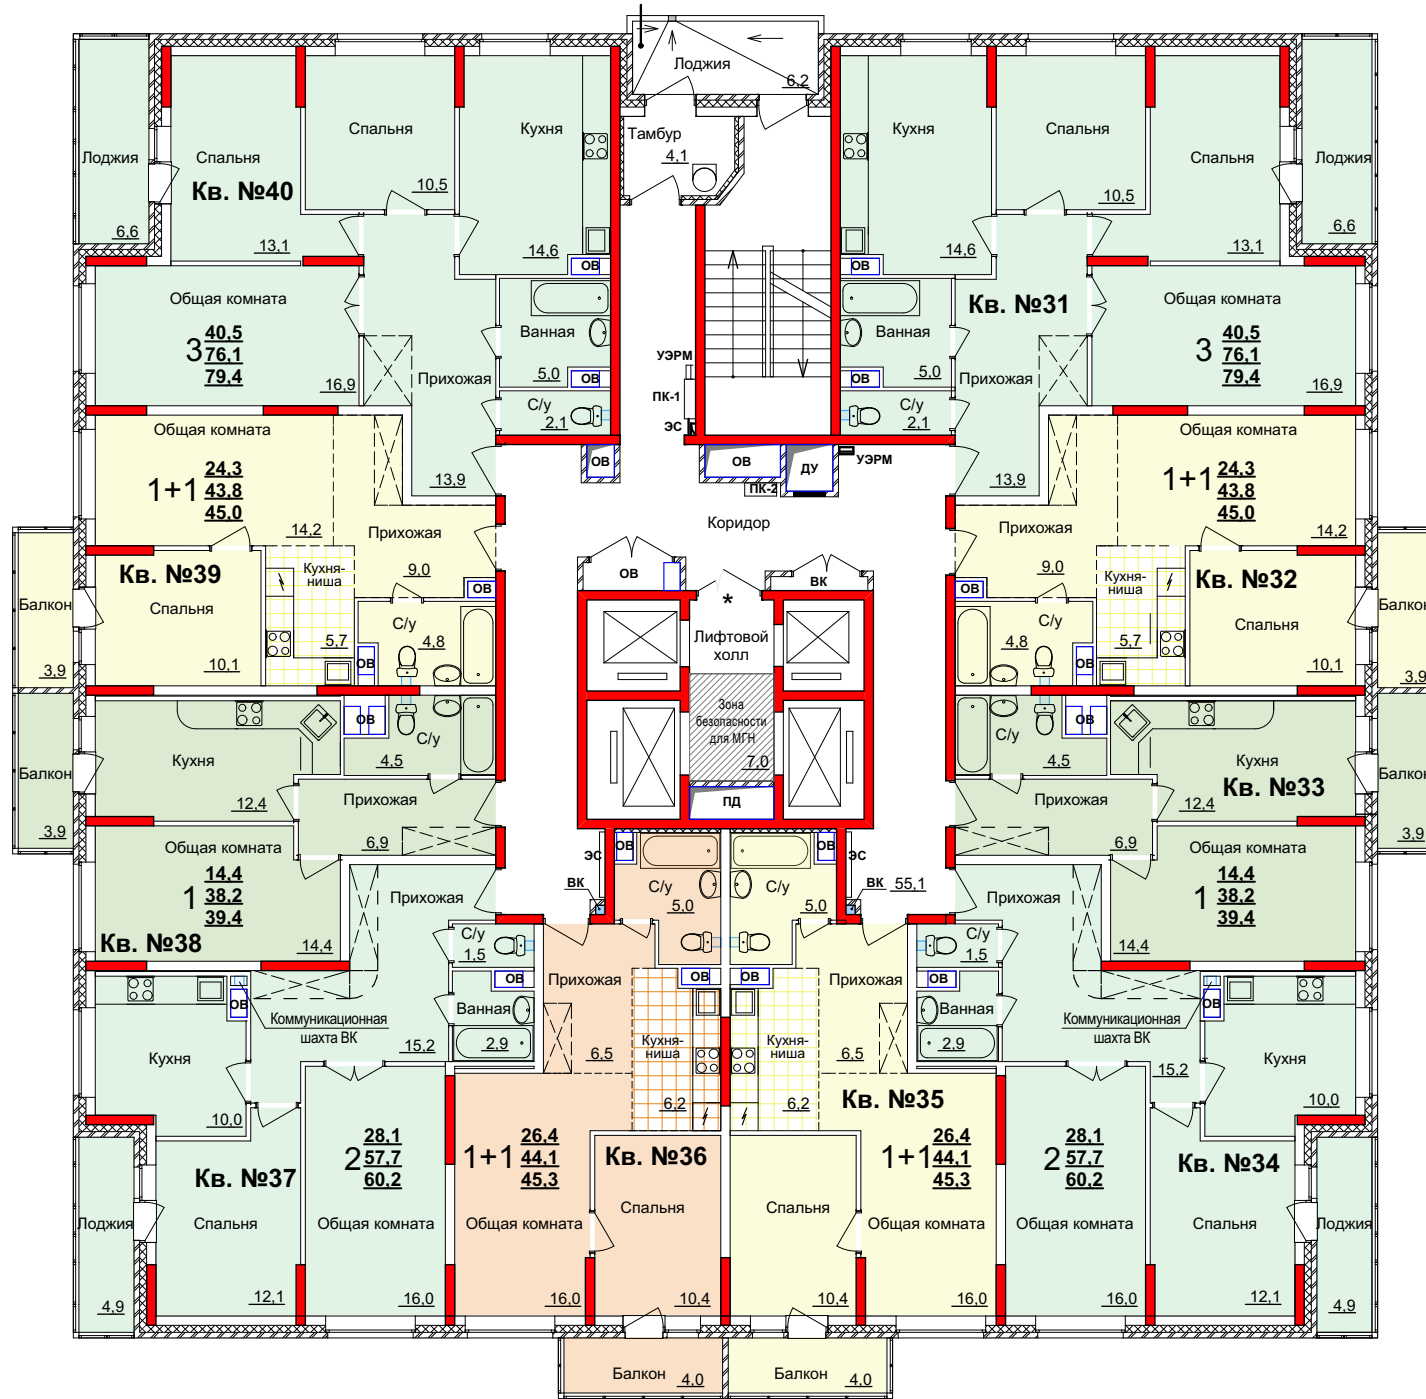 Лоджия
6,2
Тамбур
4,1
Лоджия
6,6
Спальня
Кв. №40
13,1
Спальня
10,5
Кухня
14,6
ОВ
Кухня
14,6
ОВ
Спальня
10,5
Спальня
13,1
Лоджия
6,6
Общая комната
3
40,5
76,1
79,4
16,9
Прихожая
13,9
Ванная
5,0
ОВ
С/у
2,1
УЭРМ
ПК-1
ЭС
Ванная
5,0
ОВ
С/у
2,1
Кв. №31
Прихожая
13,9
Общая комната
3
40,5
76,1
79,4
16,9
ОВ
ОВ
ДУ
УЭРМ
ПК-2
Коридор
Общая комната
1+1
24,3
43,8
45,0
14,2
Прихожая
9,0
ОВ
Кв. №39
Спальня
10,1
Кухня-
ниша
5,7
С/у
4,8
ОВ
Балкон
3,9
ОВ
ВК
*
Лифтовой
холл
Зона
безопасности
для МГН
7,0
ПД
Общая комната
1+1
24,3
43,8
45,0
14,2
Прихожая
9,0
ОВ
Кухня-
ниша
5,7
Кв. №32
Спальня
10,1
С/у
4,8
ОВ
Балкон
3,9
Балкон
3,9
Кухня
12,4
ОВ
С/у
4,5
Прихожая
6,9
Общая комната
1
14,4
38,2
39,4
Кв. №38
14,4
С/у
4,5
ОВ
Кухня
Кв. №33
12,4
Прихожая
6,9
Балкон
3,9
Общая комната
1
14,4
38,2
39,4
14,4
ЭС
ВК
ОВ
С/у
5,0
ОВ
С/у
5,0
ЭС
ВК
55,1
Прихожая
С/у
1,5
ОВ
Ванная
2,9
ОВ
Коммуникационная
шахта ВК
15,2
Кухня
10,0
Кв. №37
Спальня
12,1
Лоджия
4,9
2
28,1
57,7
60,2
Общая комната
16,0
Прихожая
6,5
ОВ
Кухня-
ниша
6,2
1+1
26,4
44,1
45,3
Общая комната
16,0
Кв. №36
Спальня
10,4
Балкон
4,0
ОВ
Прихожая
6,5
Кухня-
ниша
6,2
Кв. №35
1+1
26,4
44,1
45,3
Спальня
10,4
Общая комната
16,0
Балкон
4,0
Прихожая
С/у
1,5
ОВ
Ванная
2,9
ОВ
Коммуникационная
шахта ВК
15,2
Кухня
10,0
2
28,1
57,7
60,2
Общая комната
16,0
Кв. №34
Спальня
12,1
Лоджия
4,9